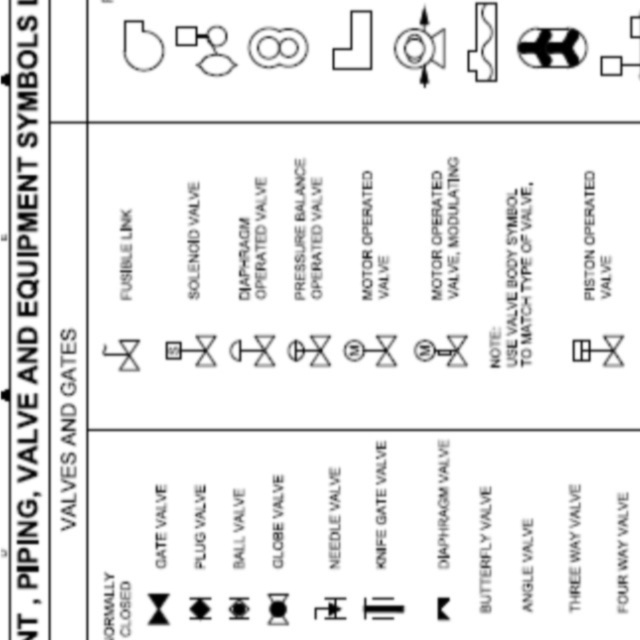 NT , PIPING, VALVE AND EQUIPMENT SYMBOLS
VALVES AND GATES
NORMALLY
CLOSED
GATE VALVE
PLUG VALVE
BALL VALVE
GLOBE VALVE
NEEDLE VALVE
KNIFE GATE VALVE
DIAPHRAGM VALVE
BUTTERFLY VALVE
ANGLE VALVE
THREE WAY VALVE
FOUR WAY VALVE
FUSIBLE LINK
S
SOLENOID VALVE
DIAPHRAGM
OPERATED VALVE
PRESSURE BALANCE
OPERATED VALVE
M
MOTOR OPERATED
VALVE
M
MOTOR OPERATED
VALVE, MODULATING
NOTE:
USE VALVE BODY SYMBOL
TO MATCH TYPE OF VALVE,
PISTON OPERATED
VALVE